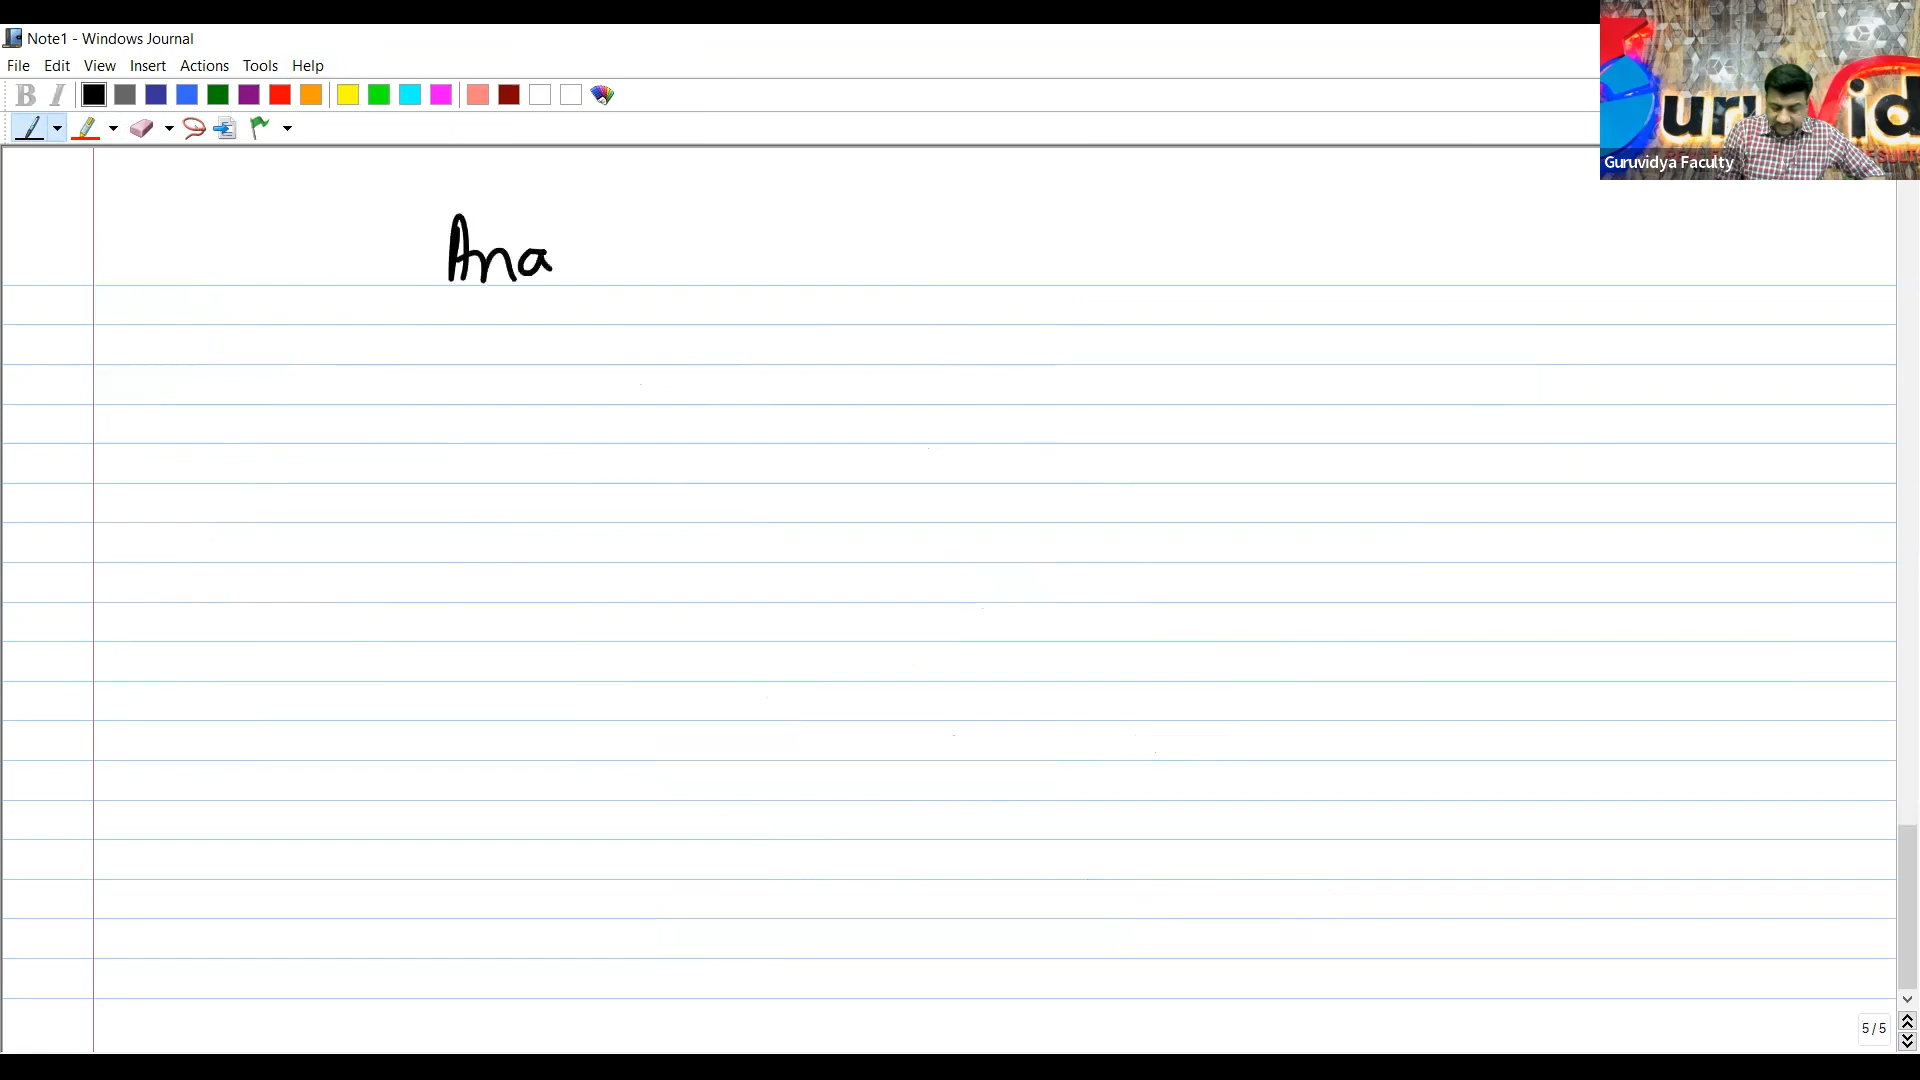 Note1 - Windows Journal
File Edit View Insert Actions Tools Help
B I
Guruvidya Faculty
Ana
5 / 5